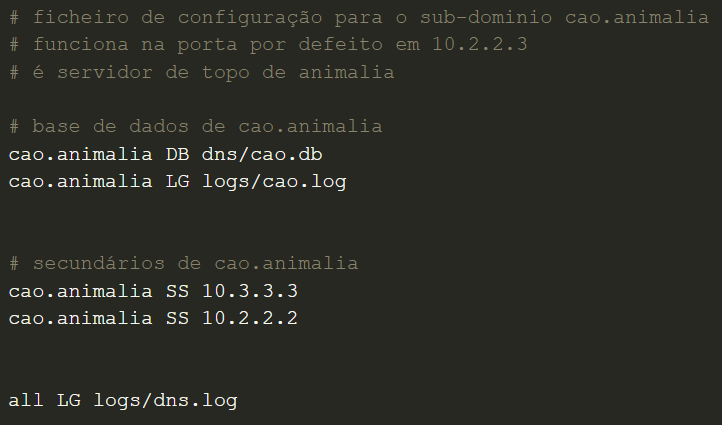 # ficheiro de configuração para o sub-dominio cao.animalia
# funciona na porta por defeito em 10.2.2.3
# é servidor de topo de animalia
# base de dados de cao.animalia
cao.animalia DB dns/cao.db
cao.animalia LG logs/cao.log
# secundários de cao.animalia
cao.animalia SS 10.3.3.3
cao.animalia SS 10.2.2.2
all LG logs/dns.log